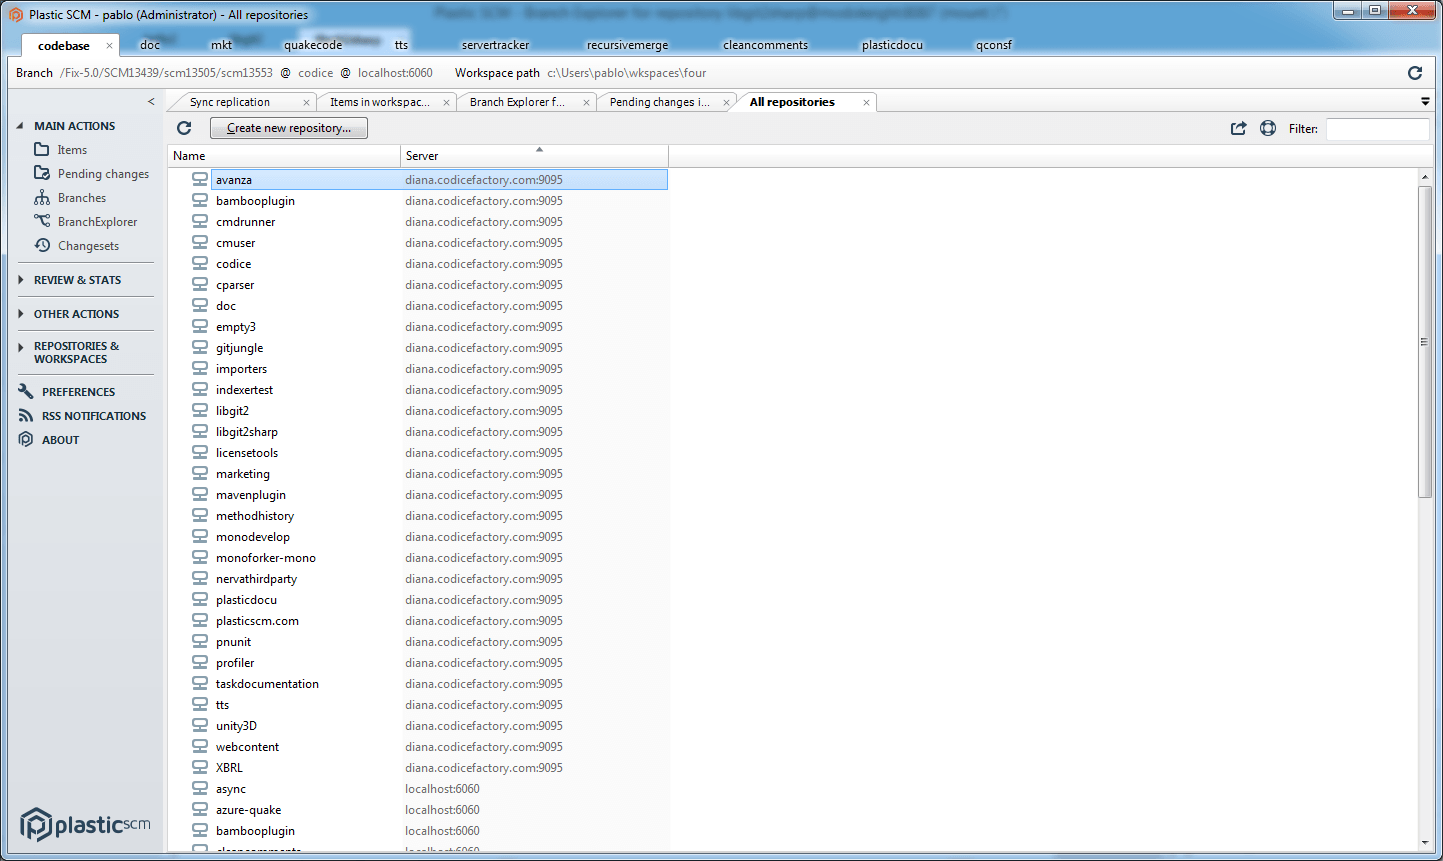 Plastic SCM - pablo (Administrator) - All repositories
codebase × doc mkt quakecode tts servertracker recursivemerge cleancomments plasticdocu qconsf
Branch /Fix-5.0/SCM13439/scm13505/scm13553 @ codice @ localhost:6060 Workspace path c:\Users\pablo\wkspaces\four
<
MAIN ACTIONS
Items
Pending changes
Branches
BranchExplorer
Changesets
REVIEW & STATS
OTHER ACTIONS
REPOSITORIES &
WORKSPACES
PREFERENCES
RSS NOTIFICATIONS
ABOUT
plasticscm
Sync replication × Items in workspac... × Branch Explorer f... × Pending changes i... × All repositories ×
Create new repository... Filter:
Name Server
avanza diana.codicefactory.com:9095
bambooplugin diana.codicefactory.com:9095
cmdrunner diana.codicefactory.com:9095
cmuser diana.codicefactory.com:9095
codice diana.codicefactory.com:9095
cparser diana.codicefactory.com:9095
doc diana.codicefactory.com:9095
empty3 diana.codicefactory.com:9095
gitjungle diana.codicefactory.com:9095
importers diana.codicefactory.com:9095
indexertest diana.codicefactory.com:9095
libgit2 diana.codicefactory.com:9095
libgit2sharp diana.codicefactory.com:9095
licensetools diana.codicefactory.com:9095
marketing diana.codicefactory.com:9095
mavenplugin diana.codicefactory.com:9095
methodhistory diana.codicefactory.com:9095
monodevelop diana.codicefactory.com:9095
monoforker-mono diana.codicefactory.com:9095
nervathirdparty diana.codicefactory.com:9095
plasticdocu diana.codicefactory.com:9095
plasticscm.com diana.codicefactory.com:9095
pnunit diana.codicefactory.com:9095
profiler diana.codicefactory.com:9095
taskdocumentation diana.codicefactory.com:9095
tts diana.codicefactory.com:9095
unity3D diana.codicefactory.com:9095
webcontent diana.codicefactory.com:9095
XBRL diana.codicefactory.com:9095
async localhost:6060
azure-quake localhost:6060
bambooplugin localhost:6060
cleancomments localhost:6060